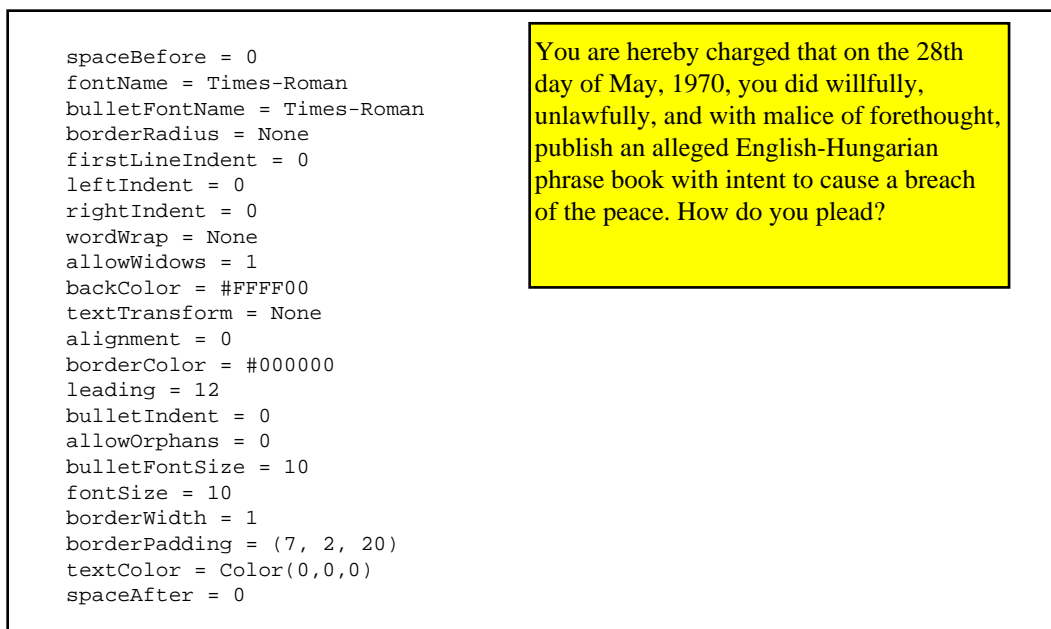 spaceBefore = 0
fontName = Times-Roman
bulletFontName = Times-Roman
borderRadius = None
firstLineIndent = 0
leftIndent = 0
rightIndent = 0
wordWrap = None
allowWidows = 1
backColor = #FFFF00
textTransform = None
alignment = 0
borderColor = #000000
leading = 12
bulletIndent = 0
allowOrphans = 0
bulletFontSize = 10
fontSize = 10
borderWidth = 1
borderPadding = (7, 2, 20)
textColor = Color(0,0,0)
spaceAfter = 0
You are hereby charged that on the 28th
day of May, 1970, you did willfully,
unlawfully, and with malice of forethought,
publish an alleged English-Hungarian
phrase book with intent to cause a breach
of the peace. How do you plead?